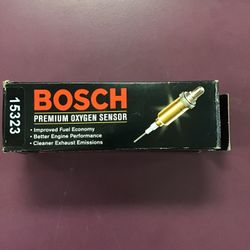 15323
BOSCH
PREMIUM OXYGEN SENSOR
• Improved Fuel Economy
• Better Engine Performance
• Cleaner Exhaust Emissions